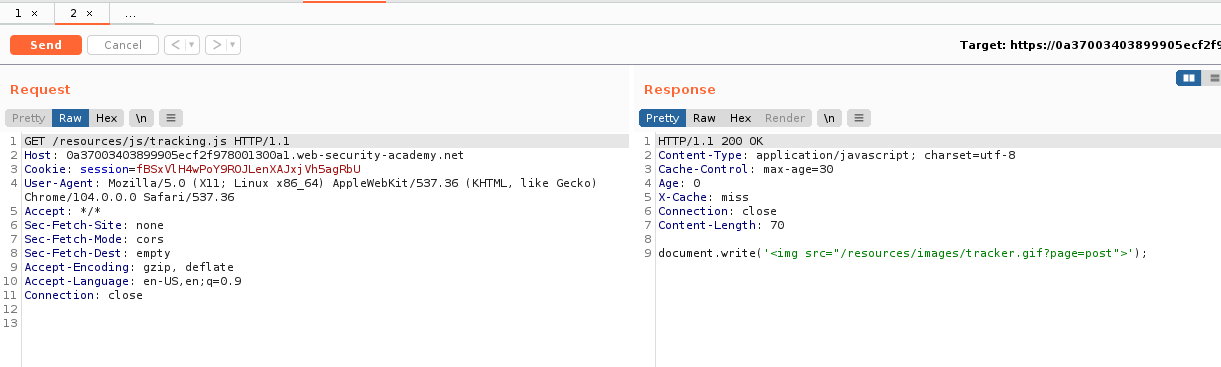 1 × 2 × ...
Send Cancel < ▾ > ▾ Target: https://0a37003403899905ecf2f9
Request
Pretty Raw Hex \n ≡
1 GET /resources/js/tracking.js HTTP/1.1
2 Host: 0a37003403899905ecf2f978001300a1.web-security-academy.net
3 Cookie: session=fBSxVlH4wPoY9ROJLenXAJxjVh5agRbU
4 User-Agent: Mozilla/5.0 (X11; Linux x86_64) AppleWebKit/537.36 (KHTML, like Gecko)
Chrome/104.0.0.0 Safari/537.36
5 Accept: */*
6 Sec-Fetch-Site: none
7 Sec-Fetch-Mode: cors
8 Sec-Fetch-Dest: empty
9 Accept-Encoding: gzip, deflate
10 Accept-Language: en-US,en;q=0.9
11 Connection: close
12
13
Response
Pretty Raw Hex Render \n ≡
1 HTTP/1.1 200 OK
2 Content-Type: application/javascript; charset=utf-8
3 Cache-Control: max-age=30
4 Age: 0
5 X-Cache: miss
6 Connection: close
7 Content-Length: 70
8
9 document.write('<img src="/resources/images/tracker.gif?page=post">');